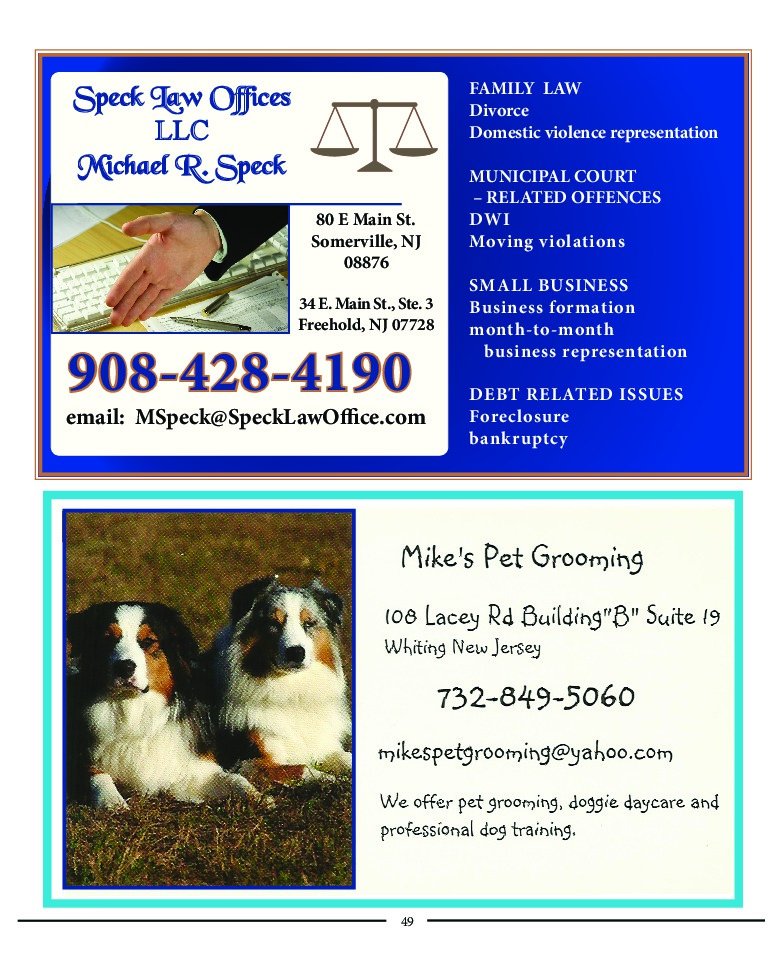 Speck Law Offices
LLC
Michael R. Speck
80 E Main St.
Somerville, NJ
08876
34 E. Main St., Ste. 3
Freehold, NJ 07728
908-428-4190
email: MSpeck@SpeckLawOffice.com
FAMILY LAW
Divorce
Domestic violence representation
MUNICIPAL COURT
– RELATED OFFENCES
DWI
Moving violations
SMALL BUSINESS
Business formation
month-to-month
business representation
DEBT RELATED ISSUES
Foreclosure
bankruptcy
Mike's Pet Grooming
108 Lacey Rd Building"B" Suite 19
Whiting New Jersey
732-849-5060
mikespetgrooming@yahoo.com
We offer pet grooming, doggie daycare and
professional dog training.
49